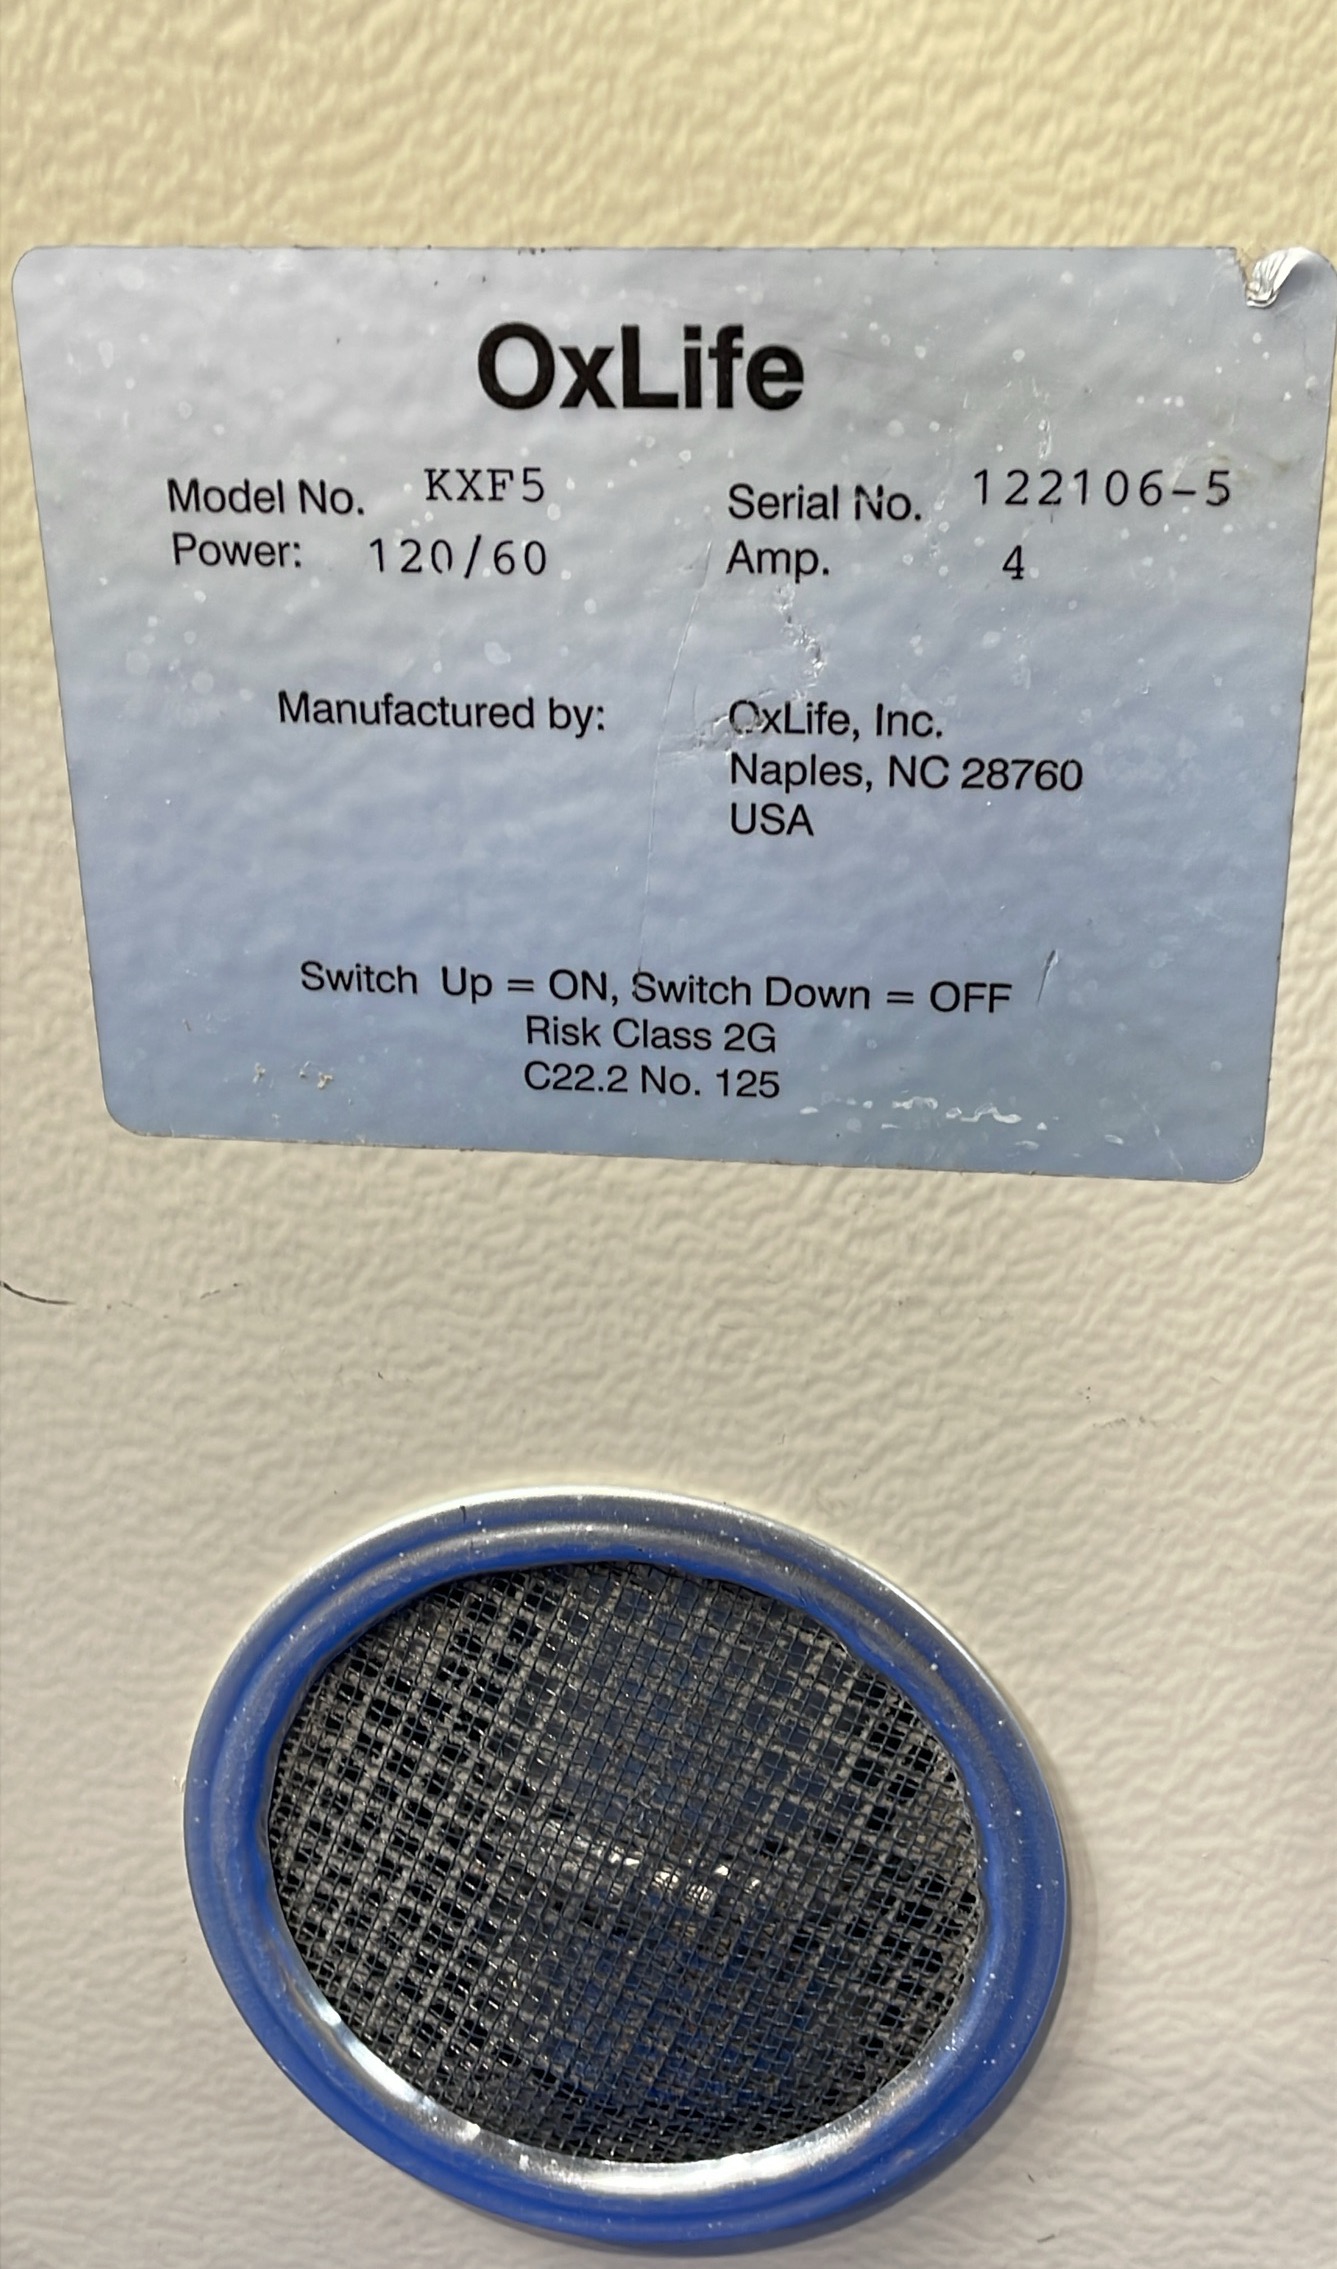 OxLife
Model No. KXF5 Serial No. 122106-5
Power: 120/60 Amp. 4
Manufactured by: OxLife, Inc.
Naples, NC 28760
USA
Switch Up = ON, Switch Down = OFF
Risk Class 2G
C22.2 No. 125